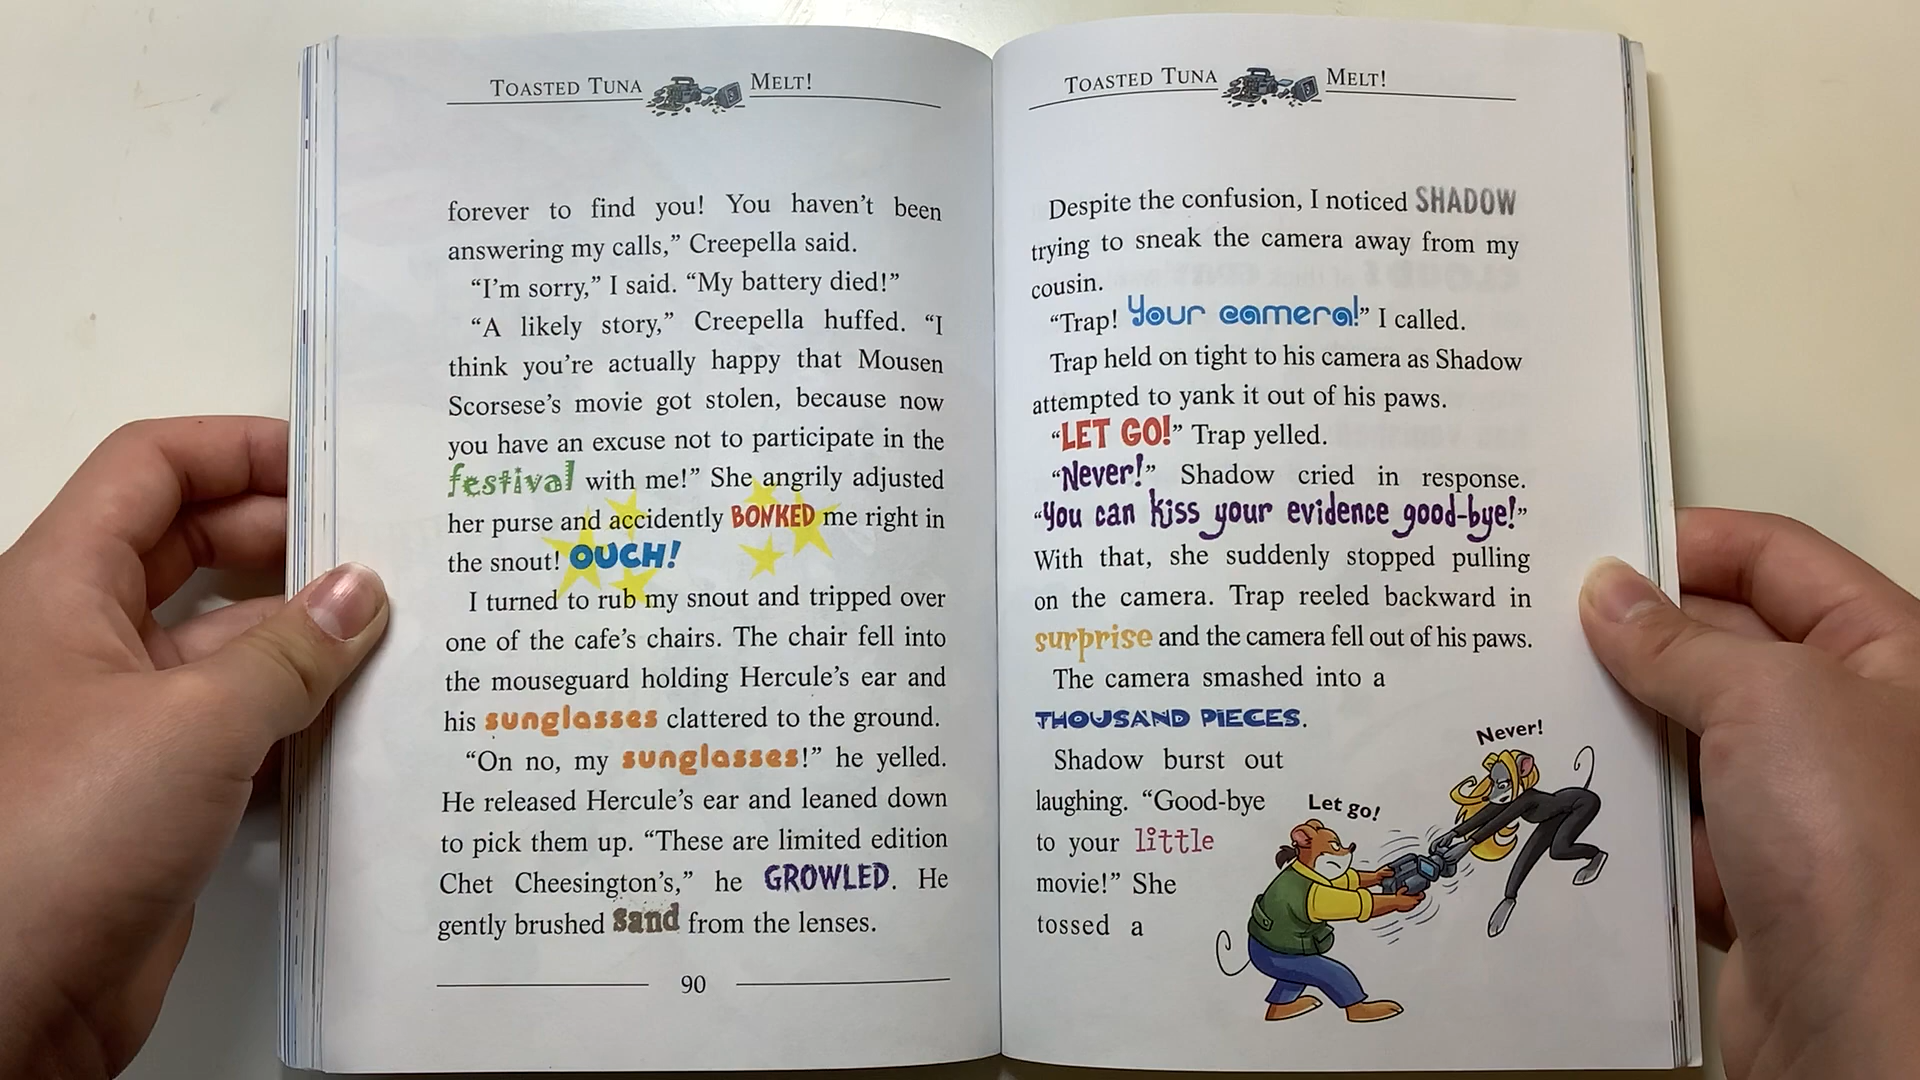 TOASTED TUNA MELT!
forever to find you! You haven't been
answering my calls,” Creepella said.
“I'm sorry,” I said. “My battery died!”
“A likely story,” Creepella huffed. “I
think you're actually happy that Mousen
Scorsese's movie got stolen, because now
you have an excuse not to participate in the
festival with me!” She angrily adjusted
her purse and accidently BONKED me right in
the snout! OUCH!
I turned to rub my snout and tripped over
one of the cafe's chairs. The chair fell into
the mouseguard holding Hercule's ear and
his sunglasses clattered to the ground.
“On no, my sunglasses!” he yelled.
He released Hercule's ear and leaned down
to pick them up. “These are limited edition
Chet Cheesington's,” he GROWLED. He
gently brushed sand from the lenses.
90
TOASTED TUNA MELT!
Despite the confusion, I noticed SHADOW
trying to sneak the camera away from my
cousin.
“Trap! Your camera!” I called.
Trap held on tight to his camera as Shadow
attempted to yank it out of his paws.
“LET GO!” Trap yelled.
“Never!” Shadow cried in response.
“You can kiss your evidence good-bye!”
With that, she suddenly stopped pulling
on the camera. Trap reeled backward in
surprise and the camera fell out of his paws.
The camera smashed into a
THOUSAND PIECES.
Shadow burst out
laughing. “Good-bye
to your little
movie!” She
tossed a
Never!
Let go!